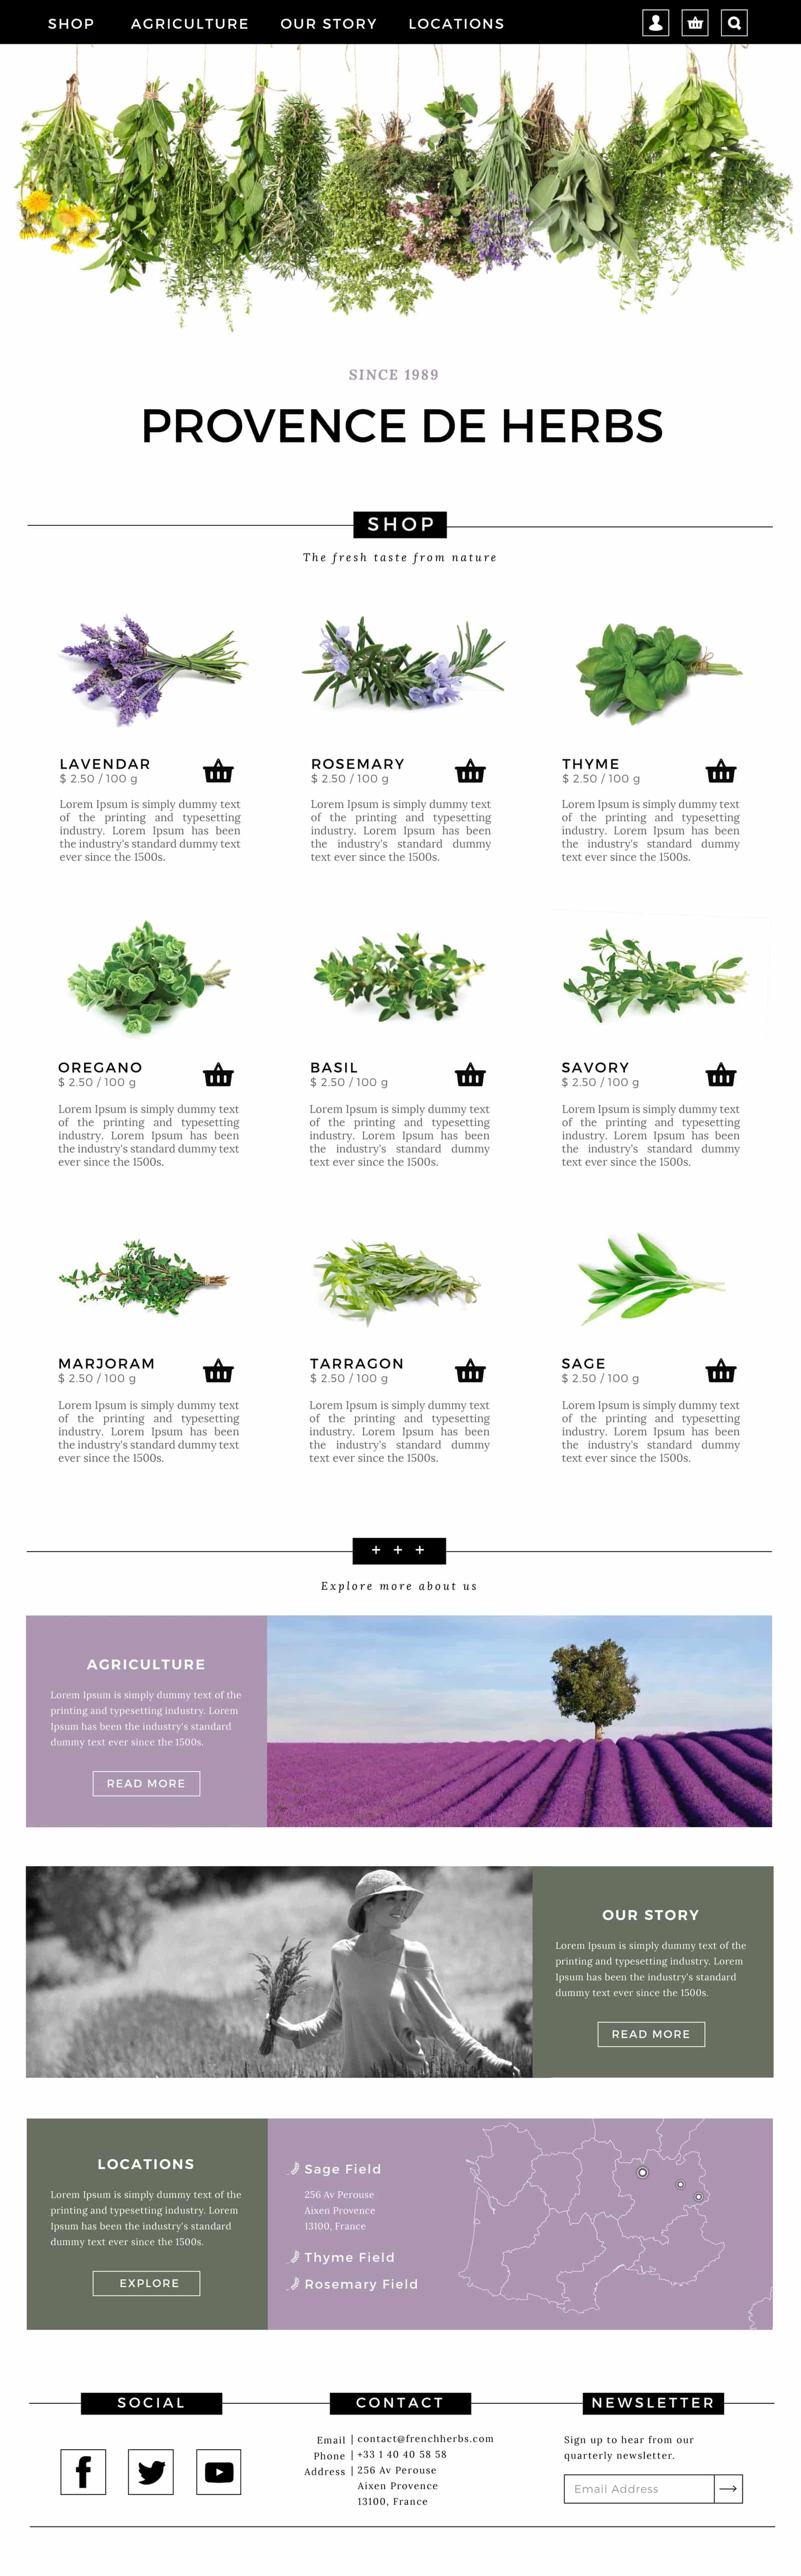 SHOP AGRICULTURE OUR STORY LOCATIONS
SINCE 1989
PROVENCE DE HERBS
SHOP
The fresh taste from nature
LAVENDAR
$ 2.50 / 100 g
Lorem Ipsum is simply dummy text
of the printing and typesetting
industry. Lorem Ipsum has been
the industry's standard dummy text
ever since the 1500s.
ROSEMARY
$ 2.50 / 100 g
Lorem Ipsum is simply dummy text
of the printing and typesetting
industry. Lorem Ipsum has been
the industry's standard dummy
text ever since the 1500s.
THYME
$ 2.50 / 100 g
Lorem Ipsum is simply dummy text
of the printing and typesetting
industry. Lorem Ipsum has been
the industry's standard dummy
text ever since the 1500s.
OREGANO
$ 2.50 / 100 g
Lorem Ipsum is simply dummy text
of the printing and typesetting
industry. Lorem Ipsum has been
the industry's standard dummy text
ever since the 1500s.
BASIL
$ 2.50 / 100 g
Lorem Ipsum is simply dummy text
of the printing and typesetting
industry. Lorem Ipsum has been
the industry's standard dummy
text ever since the 1500s.
SAVORY
$ 2.50 / 100 g
Lorem Ipsum is simply dummy text
of the printing and typesetting
industry. Lorem Ipsum has been
the industry's standard dummy
text ever since the 1500s.
MARJORAM
$ 2.50 / 100 g
Lorem Ipsum is simply dummy text
of the printing and typesetting
industry. Lorem Ipsum has been
the industry's standard dummy text
ever since the 1500s.
TARRAGON
$ 2.50 / 100 g
Lorem Ipsum is simply dummy text
of the printing and typesetting
industry. Lorem Ipsum has been
the industry's standard dummy
text ever since the 1500s.
SAGE
$ 2.50 / 100 g
Lorem Ipsum is simply dummy text
of the printing and typesetting
industry. Lorem Ipsum has been
the industry's standard dummy
text ever since the 1500s.
+ + +
Explore more about us
AGRICULTURE
Lorem Ipsum is simply dummy text of the
printing and typesetting industry. Lorem
Ipsum has been the industry's standard
dummy text ever since the 1500s.
READ MORE
OUR STORY
Lorem Ipsum is simply dummy text of the
printing and typesetting industry. Lorem
Ipsum has been the industry's standard
dummy text ever since the 1500s.
READ MORE
LOCATIONS
Lorem Ipsum is simply dummy text of the
printing and typesetting industry. Lorem
Ipsum has been the industry's standard
dummy text ever since the 1500s.
EXPLORE
Sage Field
256 Av Perouse
Aixen Provence
13100, France
Thyme Field
Rosemary Field
SOCIAL
CONTACT
Email | contact@frenchherbs.com
Phone | +33 1 40 40 58 58
Address | 256 Av Perouse
Aixen Provence
13100, France
NEWSLETTER
Sign up to hear from our
quarterly newsletter.
Email Address